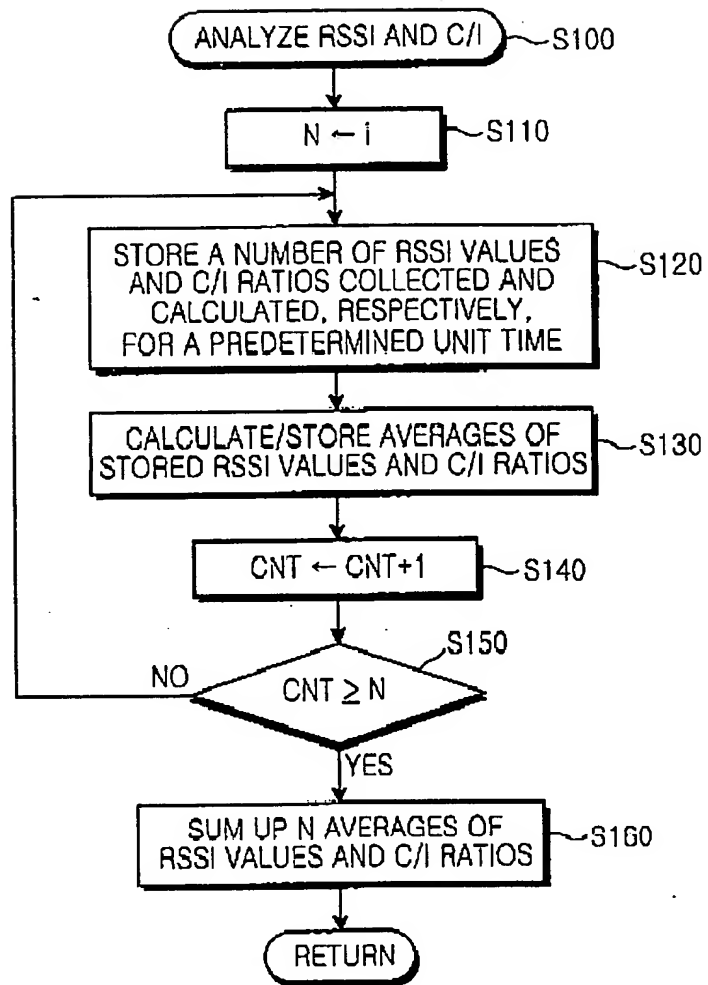 ANALYZE RSSI AND C/I
S100
N ← i
S110
STORE A NUMBER OF RSSI VALUES
AND C/I RATIOS COLLECTED AND
CALCULATED, RESPECTIVELY,
FOR A PREDETERMINED UNIT TIME
S120
CALCULATE/STORE AVERAGES OF
STORED RSSI VALUES AND C/I RATIOS
S130
CNT ← CNT+1
S140
S150
NO
CNT ≥ N
YES
SUM UP N AVERAGES OF
RSSI VALUES AND C/I RATIOS
S160
RETURN